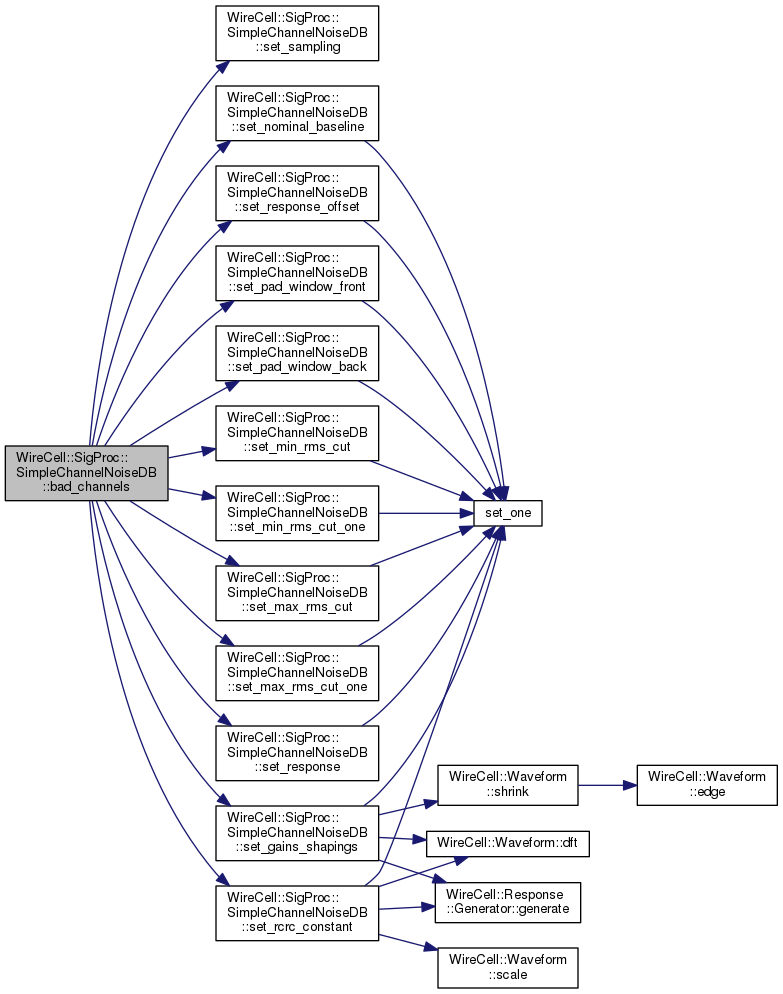 WireCell::SigProc::
SimpleChannelNoiseDB
::set_sampling
WireCell::SigProc::
SimpleChannelNoiseDB
::set_nominal_baseline
WireCell::SigProc::
SimpleChannelNoiseDB
::set_response_offset
WireCell::SigProc::
SimpleChannelNoiseDB
::set_pad_window_front
WireCell::SigProc::
SimpleChannelNoiseDB
::set_pad_window_back
WireCell::SigProc::
SimpleChannelNoiseDB
::set_min_rms_cut
WireCell::SigProc::
SimpleChannelNoiseDB
::bad_channels
WireCell::SigProc::
SimpleChannelNoiseDB
::set_min_rms_cut_one
set_one
WireCell::SigProc::
SimpleChannelNoiseDB
::set_max_rms_cut
WireCell::SigProc::
SimpleChannelNoiseDB
::set_max_rms_cut_one
WireCell::SigProc::
SimpleChannelNoiseDB
::set_response
WireCell::SigProc::
SimpleChannelNoiseDB
::set_gains_shapings
WireCell::Waveform
::shrink
WireCell::Waveform
::edge
WireCell::Waveform::dft
WireCell::Response
::Generator::generate
WireCell::SigProc::
SimpleChannelNoiseDB
::set_rcrc_constant
WireCell::Waveform
::scale